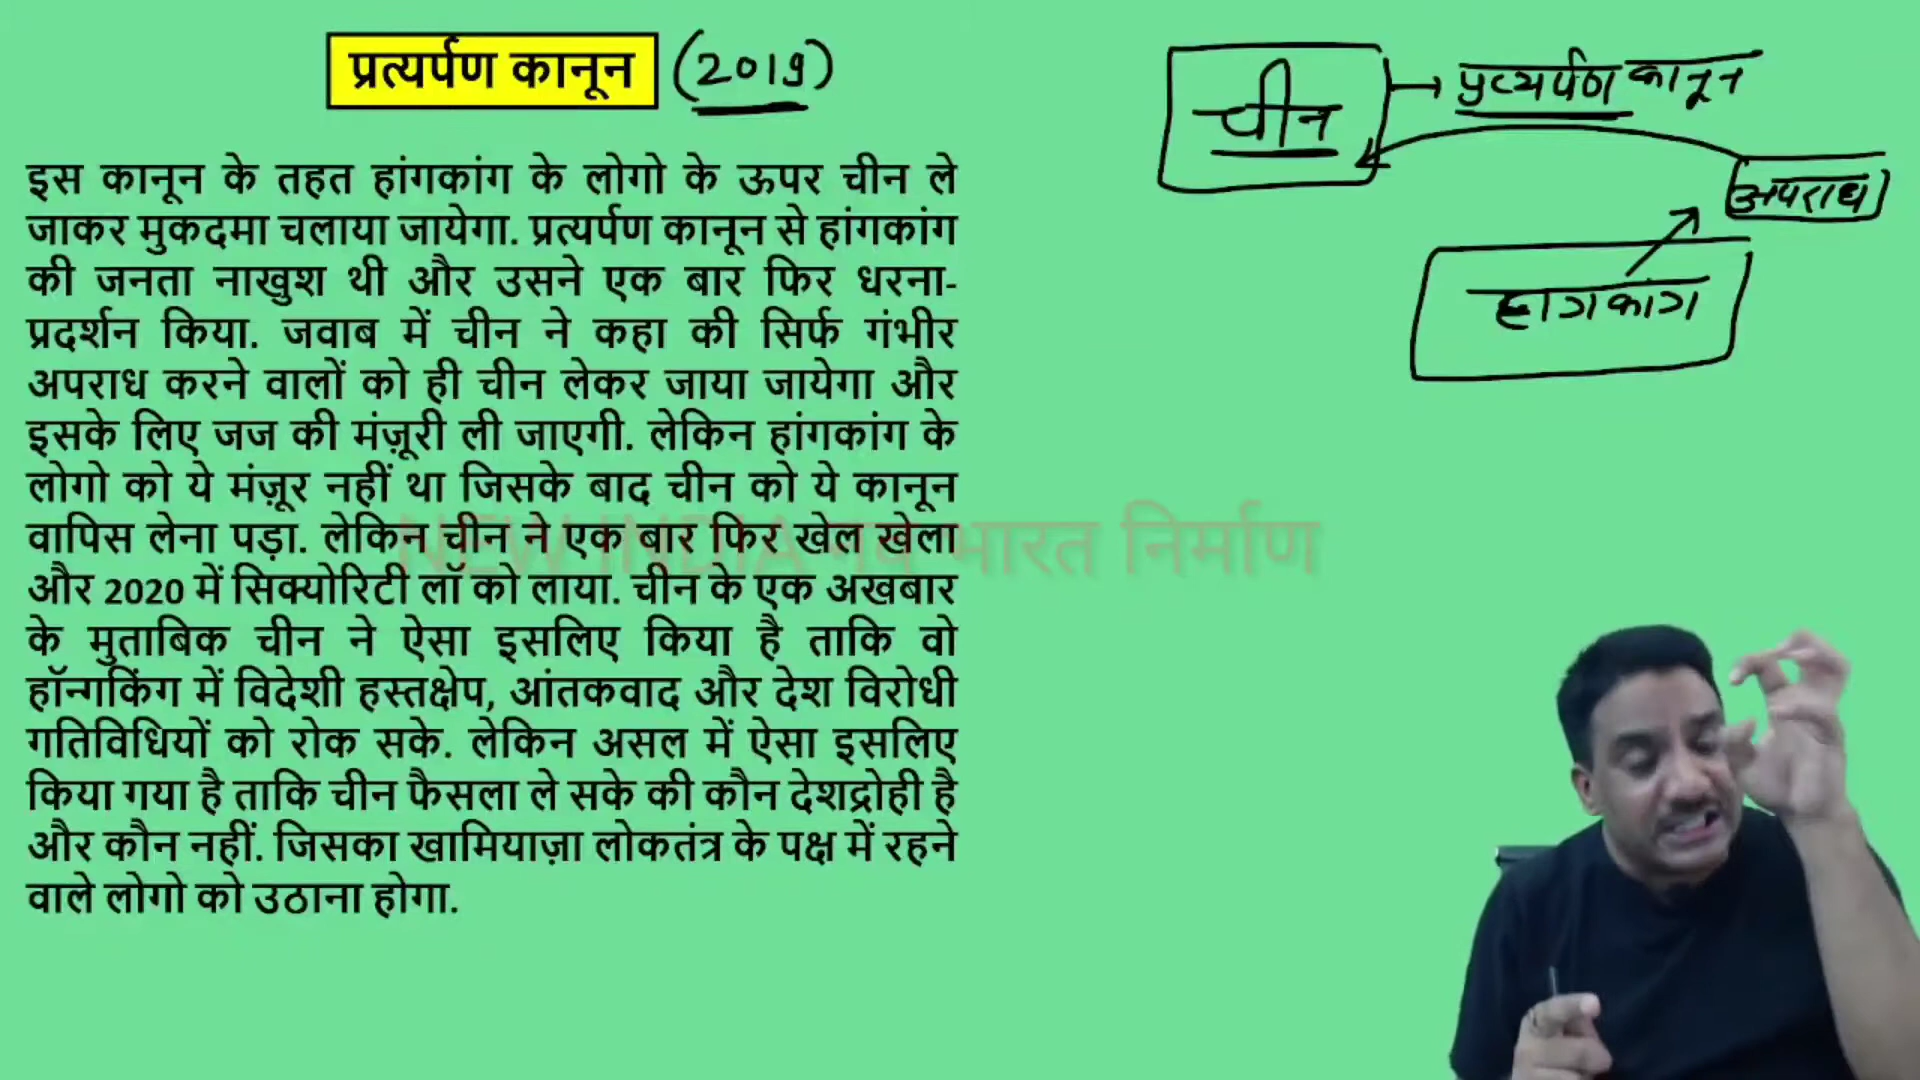 प्रत्यर्पण कानून (2019)
इस कानून के तहत हांगकांग के लोगो के ऊपर चीन ले
जाकर मुकदमा चलाया जायेगा. प्रत्यर्पण कानून से हांगकांग
की जनता नाखुश थी और उसने एक बार फिर धरना-
प्रदर्शन किया. जवाब में चीन ने कहा की सिर्फ गंभीर
अपराध करने वालों को ही चीन लेकर जाया जायेगा और
इसके लिए जज की मंज़ूरी ली जाएगी. लेकिन हांगकांग के
लोगो को ये मंज़ूर नहीं था जिसके बाद चीन को ये कानून
वापिस लेना पड़ा. लेकिन चीन ने एक बार फिर खेल खेला
और 2020 में सिक्योरिटी लॉ को लाया. चीन के एक अखबार
के मुताबिक चीन ने ऐसा इसलिए किया है ताकि वो
हॉन्गकिंग में विदेशी हस्तक्षेप, आंतकवाद और देश विरोधी
गतिविधियों को रोक सके. लेकिन असल में ऐसा इसलिए
किया गया है ताकि चीन फैसला ले सके की कौन देशद्रोही है
और कौन नहीं. जिसका खामियाज़ा लोकतंत्र के पक्ष में रहने
वाले लोगो को उठाना होगा.
चीन → प्रत्यर्पण कानून
अपराध
हांगकांग
NEW INDIA नव भारत निर्माण